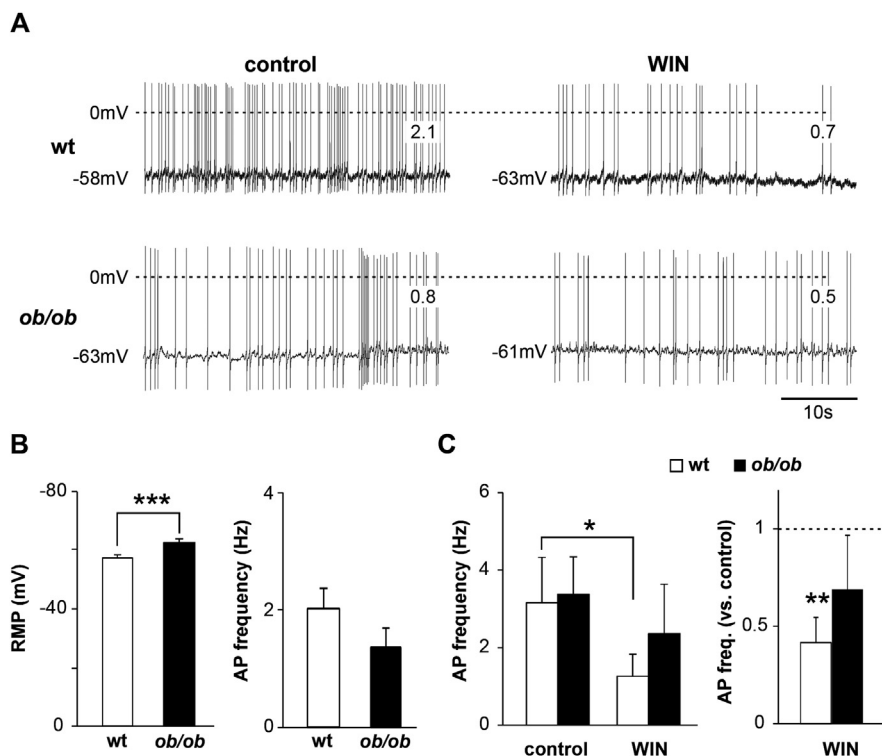 A
control WIN
0mV
2.1 0.7
wt
-58mV -63mV
0mV
0.8 0.5
ob/ob
-63mV -61mV
10s
B C
wt ob/ob
-80
***
-40
0
RMP (mV)
wt ob/ob
4
2
0
AP frequency (Hz)
wt ob/ob
6
*
4
2
0
AP frequency (Hz)
control WIN
1
**
0.5
0
AP freq. (vs. control)
WIN